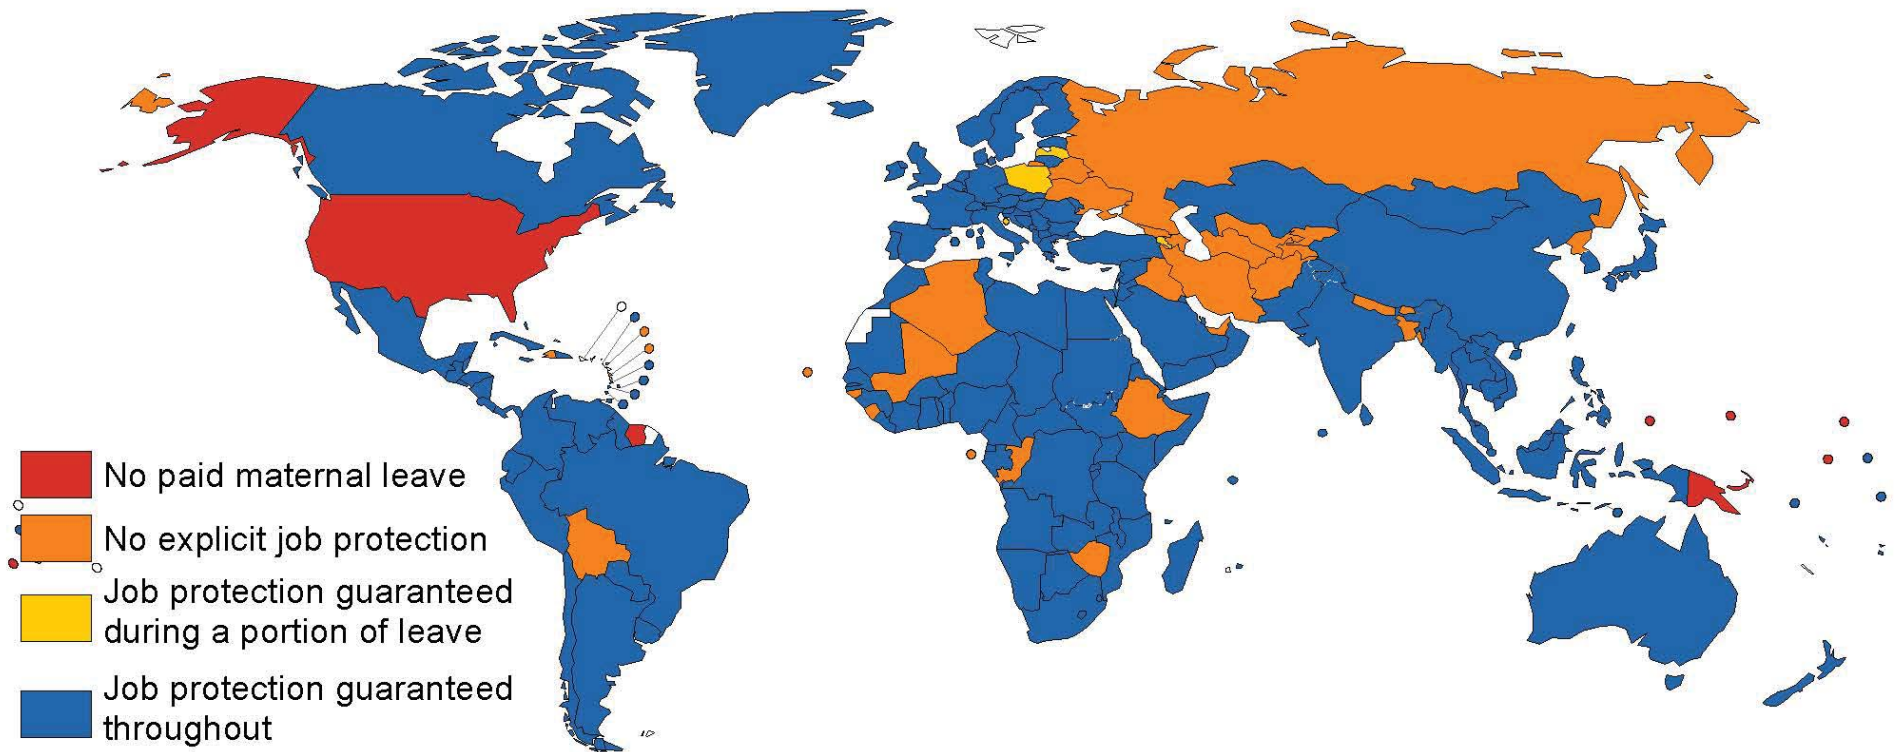 No paid maternal leave
No explicit job protection
Job protection guaranteed
during a portion of leave
Job protection guaranteed
throughout